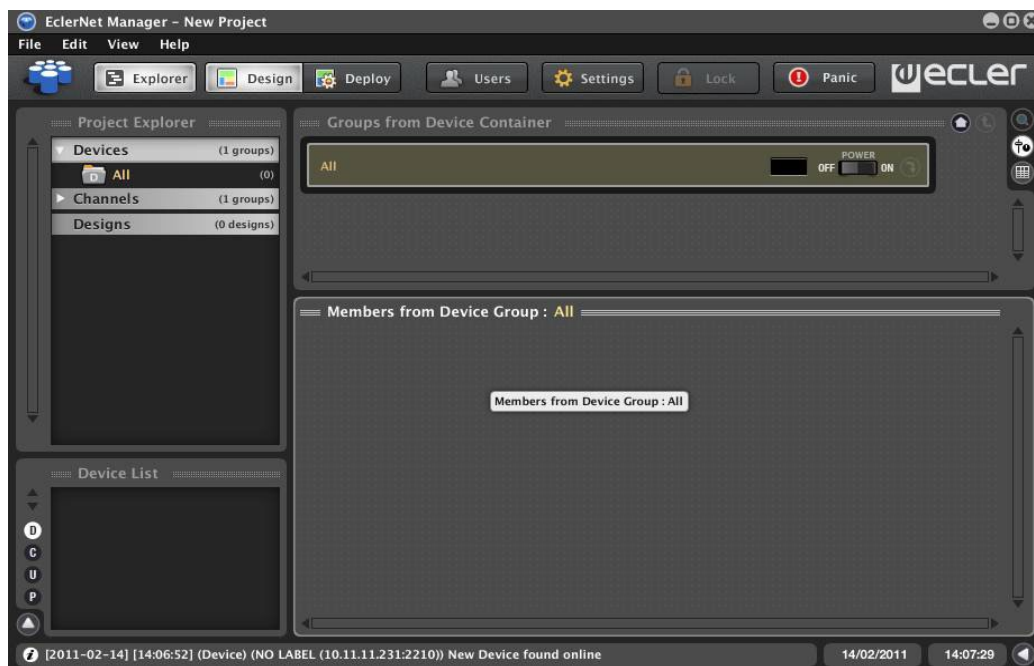 EclerNet Manager – New Project
File Edit View Help
Explorer Design Deploy Users Settings Lock Panic ecler
Project Explorer
Devices (1 groups)
D All (0)
Channels (1 groups)
Designs (0 designs)
Groups from Device Container
All POWER OFF ON
Members from Device Group : All
Members from Device Group : All
Device List
D
C
U
P
[2011-02-14] [14:06:52] (Device) (NO LABEL (10.11.11.231:2210)) New Device found online 14/02/2011 14:07:29